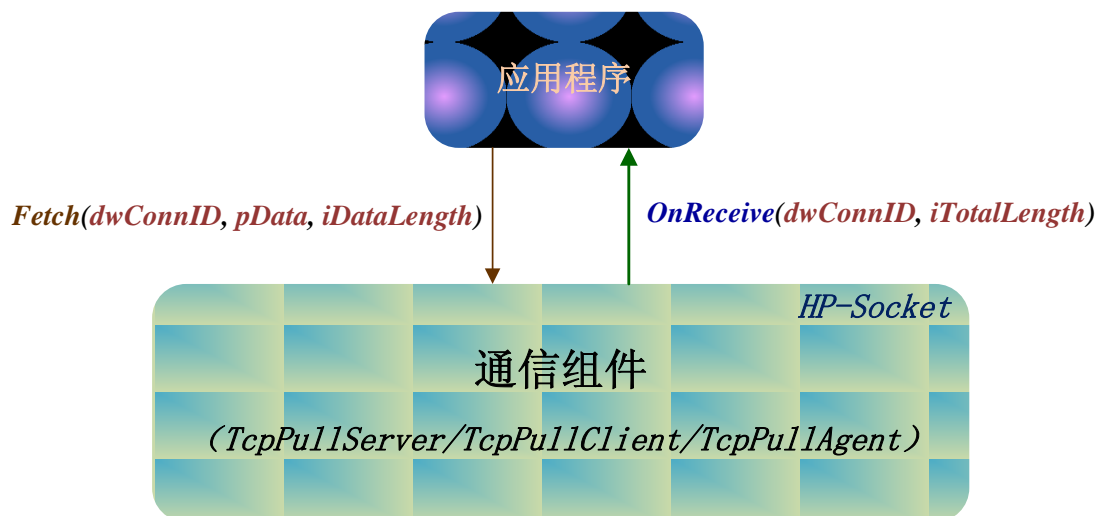 应用程序
Fetch(dwConnID, pData, iDataLength)
OnReceive(dwConnID, iTotalLength)
HP-Socket
通信组件
（TcpPullServer/TcpPullClient/TcpPullAgent）